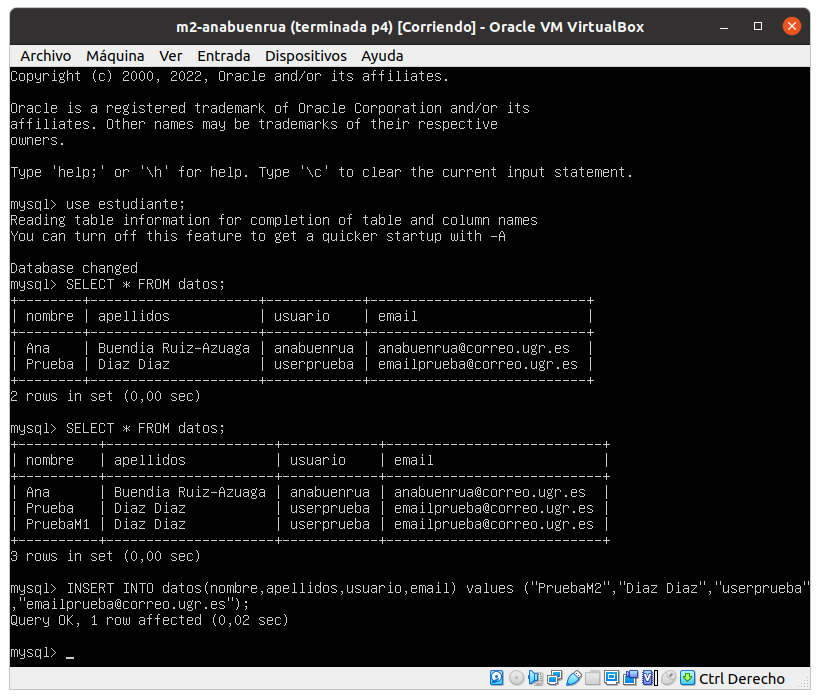 m2-anabuenrua (terminada p4) [Corriendo] - Oracle VM VirtualBox
Archivo Máquina Ver Entrada Dispositivos Ayuda
Copyright (c) 2000, 2022, Oracle and/or its affiliates.
Oracle is a registered trademark of Oracle Corporation and/or its
affiliates. Other names may be trademarks of their respective
owners.
Type 'help;' or '\h' for help. Type '\c' to clear the current input statement.
mysql> use estudiante;
Reading table information for completion of table and column names
You can turn off this feature to get a quicker startup with -A
Database changed
mysql> SELECT * FROM datos;
+---------+---------------------+------------+---------------------------+
| nombre | apellidos | usuario | email |
+---------+---------------------+------------+---------------------------+
| Ana | Buendia Ruiz-Azuaga | anabuenrua | anabuenrua@correo.ugr.es |
| Prueba | Diaz Diaz | userprueba | emailprueba@correo.ugr.es |
+---------+---------------------+------------+---------------------------+
2 rows in set (0,00 sec)
mysql> SELECT * FROM datos;
+----------+---------------------+------------+---------------------------+
| nombre | apellidos | usuario | email |
+----------+---------------------+------------+---------------------------+
| Ana | Buendia Ruiz-Azuaga | anabuenrua | anabuenrua@correo.ugr.es |
| Prueba | Diaz Diaz | userprueba | emailprueba@correo.ugr.es |
| PruebaM1 | Diaz Diaz | userprueba | emailprueba@correo.ugr.es |
+----------+---------------------+------------+---------------------------+
3 rows in set (0,00 sec)
mysql> INSERT INTO datos(nombre,apellidos,usuario,email) values ("PruebaM2","Diaz Diaz","userprueba"
,"emailprueba@correo.ugr.es");
Query OK, 1 row affected (0,02 sec)
mysql> _
Ctrl Derecho